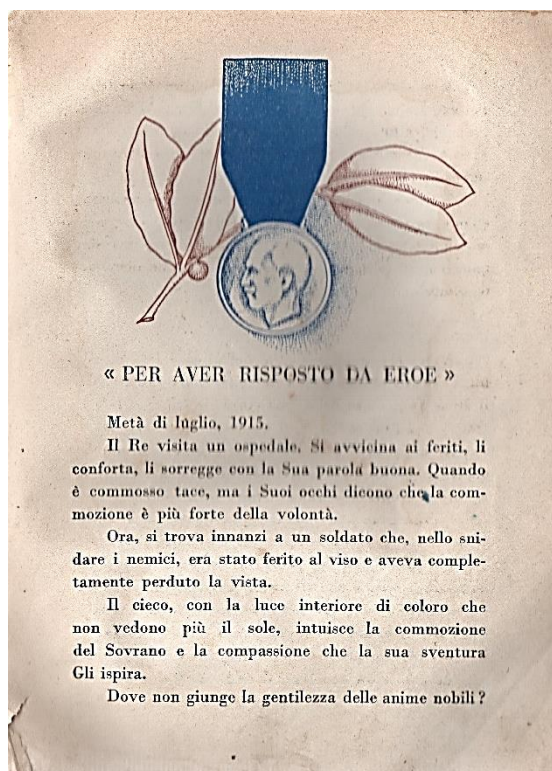 « PER AVER RISPOSTO DA EROE »
Metà di luglio, 1915.
Il Re visita un ospedale. Si avvicina ai feriti, li
conforta, li sorregge con la Sua parola buona. Quando
è commosso tace, ma i Suoi occhi dicono che la com-
mozione è più forte della volontà.
Ora, si trova innanzi a un soldato che, nello sni-
dare i nemici, era stato ferito al viso e aveva comple-
tamente perduto la vista.
Il cieco, con la luce interiore di coloro che
non vedono più il sole, intuisce la commozione
del Sovrano e la compassione che la sua sventura
Gli ispira.
Dove non giunge la gentilezza delle anime nobili?